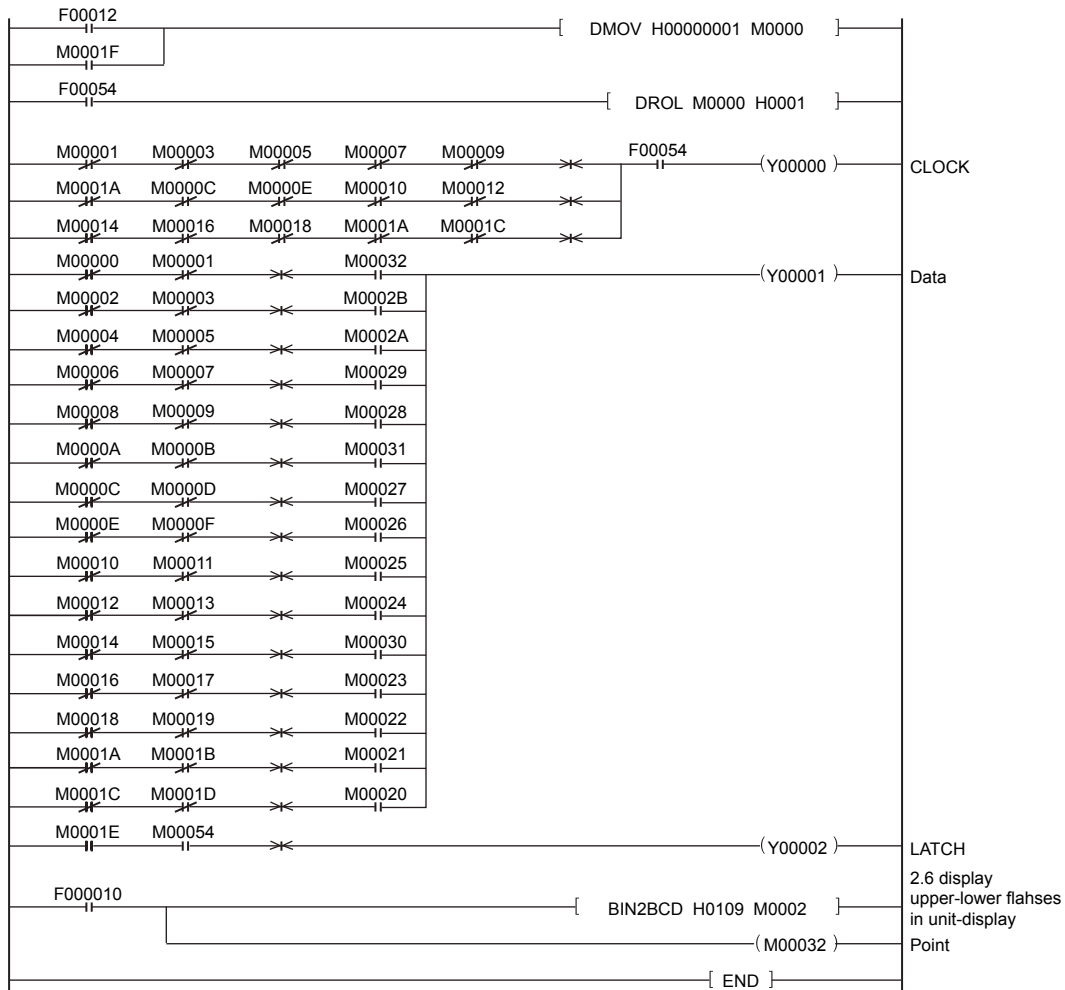 F00012
DMOV H00000001 M0000
M0001F
F00054
DROL M0000 H0001
M00001 M00003 M00005 M00007 M00009 F00054
Y00000 CLOCK
M0001A M0000C M0000E M00010 M00012
M00014 M00016 M00018 M0001A M0001C
M00000 M00001 M00032
Y00001 Data
M00002 M00003 M0002B
M00004 M00005 M0002A
M00006 M00007 M00029
M00008 M00009 M00028
M0000A M0000B M00031
M0000C M0000D M00027
M0000E M0000F M00026
M00010 M00011 M00025
M00012 M00013 M00024
M00014 M00015 M00030
M00016 M00017 M00023
M00018 M00019 M00022
M0001A M0001B M00021
M0001C M0001D M00020
M0001E M00054
Y00002 LATCH
F000010
BIN2BCD H0109 M0002
2.6 display
upper-lower flahses
in unit-display
M00032 Point
END